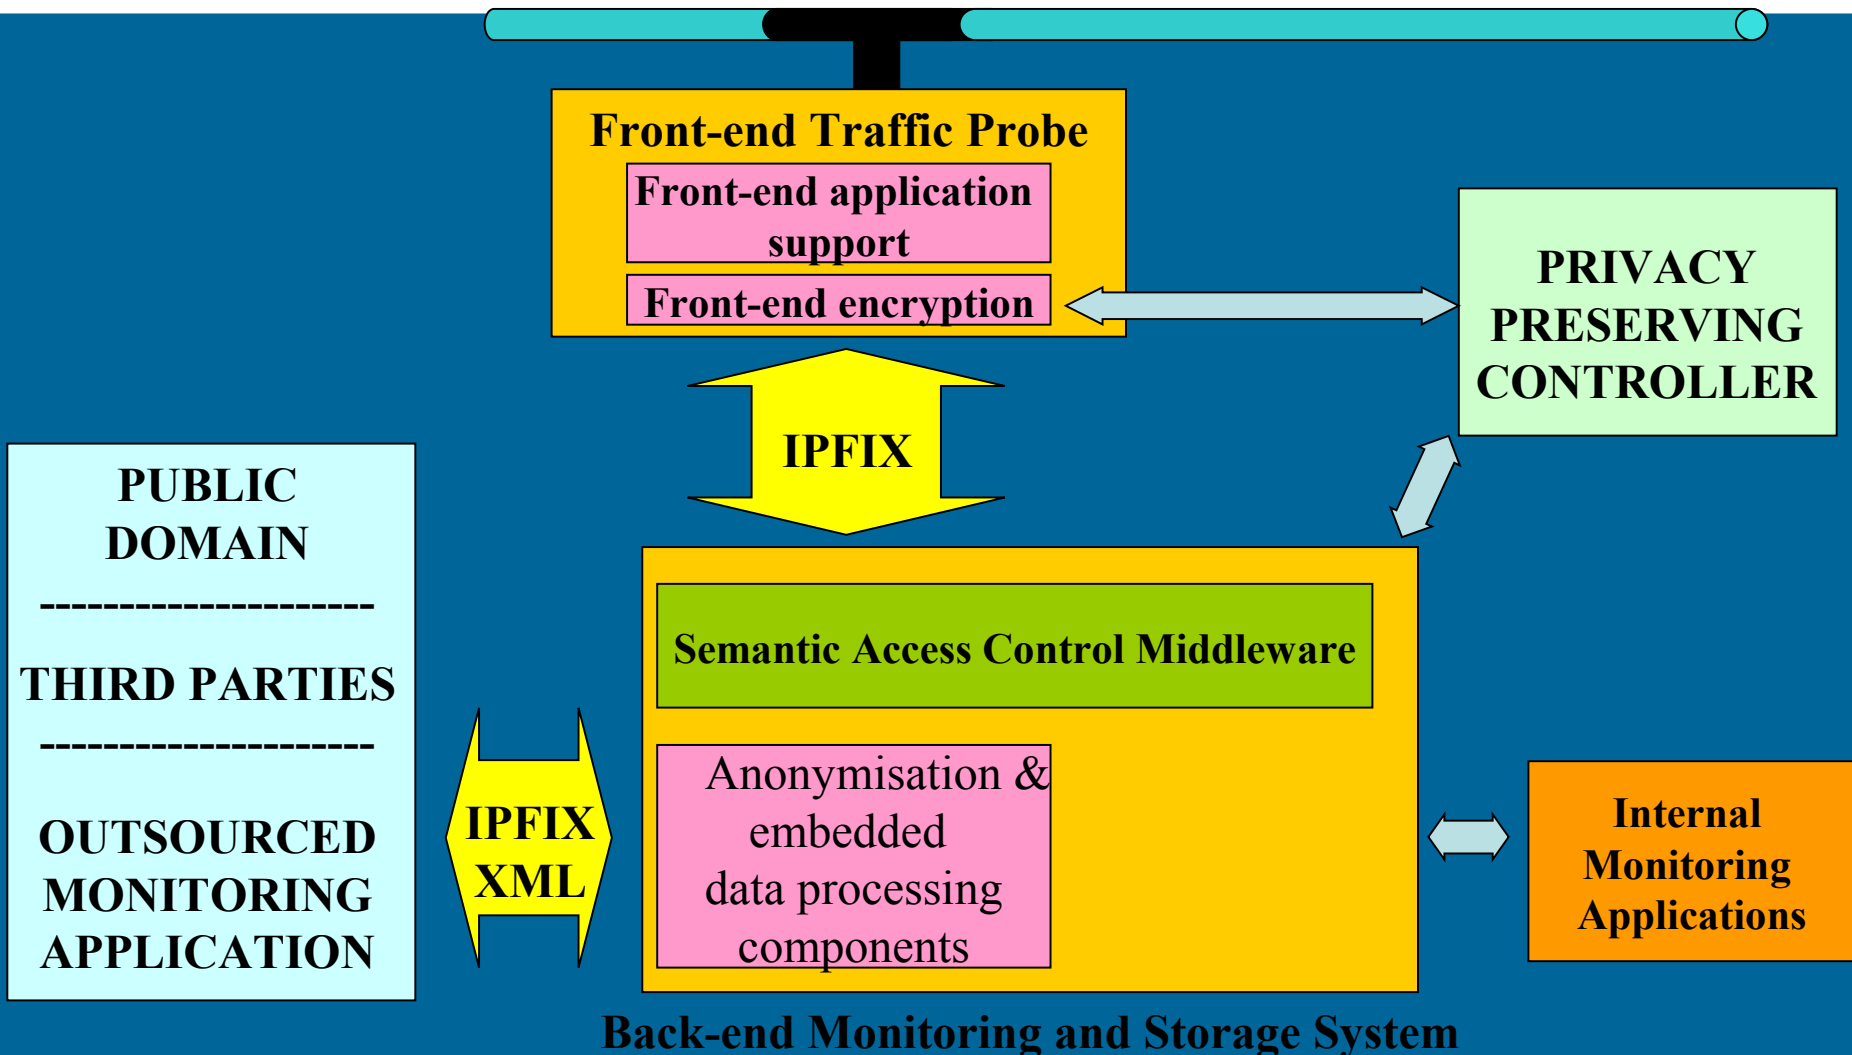 Front-end Traffic Probe
Front-end application
support
Front-end encryption
PRIVACY
PRESERVING
CONTROLLER
IPFIX
PUBLIC
DOMAIN
---------------------
THIRD PARTIES
---------------------
OUTSOURCED
MONITORING
APPLICATION
IPFIX
XML
Semantic Access Control Middleware
Anonymisation &
embedded
data processing
components
Internal
Monitoring
Applications
Back-end Monitoring and Storage System